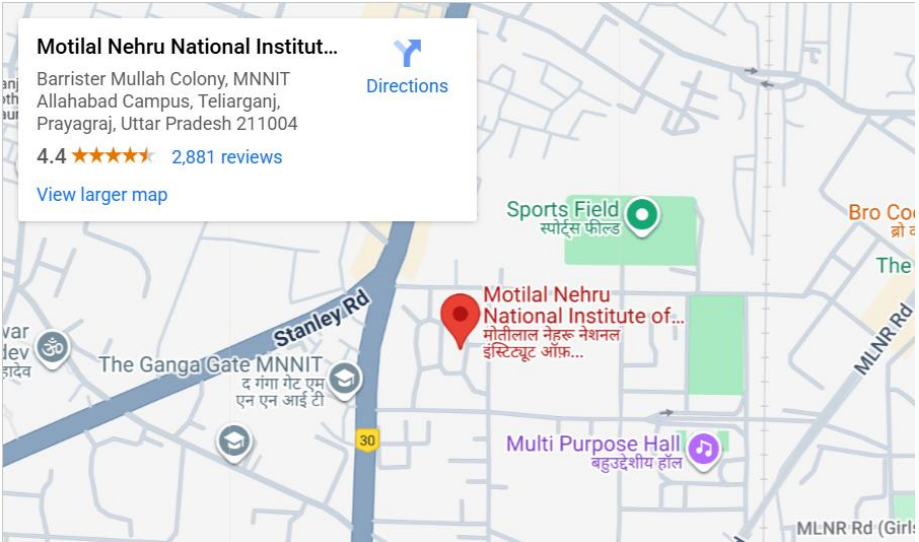 Motilal Nehru National Institut...
Barrister Mullah Colony, MNNIT
Allahabad Campus, Teliarganj,
Prayagraj, Uttar Pradesh 211004
4.4 2,881 reviews
View larger map
Directions
Sports Field
स्पोर्ट्स फील्ड
Bro Co
ब्रो
The
Motilal Nehru
National Institute of...
मोतीलाल नेहरू नेशनल
इंस्टिट्यूट ऑफ़...
Stanley Rd
MLNR Rd
The Ganga Gate MNNIT
द गंगा गेट एम
एन एन आई टी
30
Multi Purpose Hall
बहुउद्देशीय हॉल
MLNR Rd (Girls